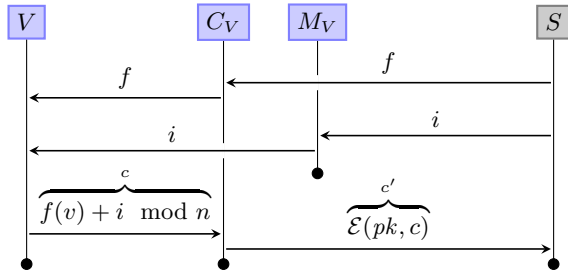 V C_V M_V S
f
f
i
i
c
f(v) + i mod n
c′
ℰ(pk, c)